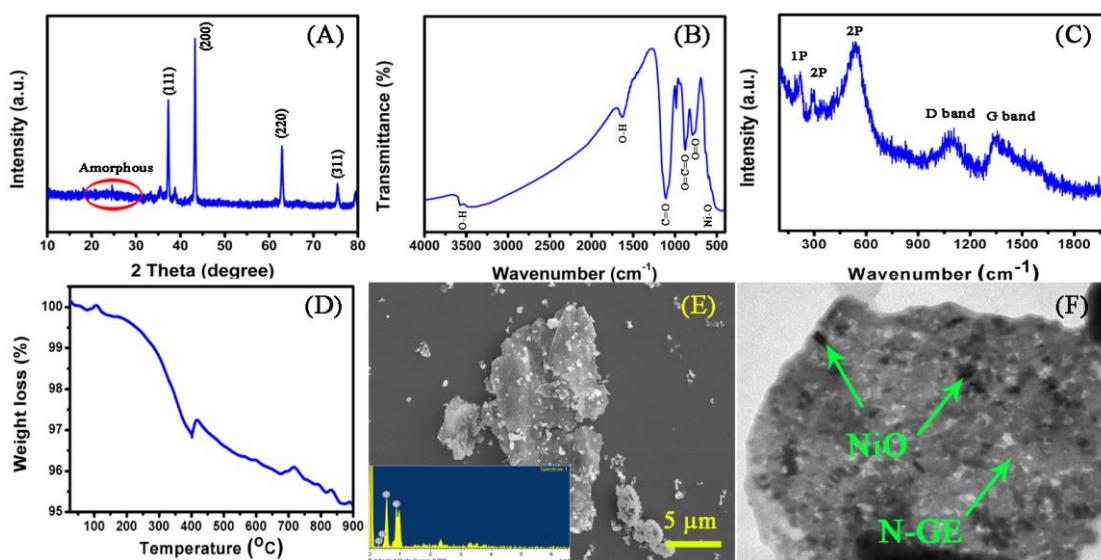 (A)
Intensity (a.u.)
(111)
(200)
(220)
(311)
Amorphous
10 20 30 40 50 60 70 80
2 Theta (degree)
(B)
Transmittance (%)
O-H
O-H
C=O
O=C=O
O=O
Ni-O
4000 3500 3000 2500 2000 1500 1000 500
Wavenumber (cm⁻¹)
(C)
Intensity (a.u.)
1P
2P
2P
D band
G band
300 600 900 1200 1500 1800
Wavenumber (cm⁻¹)
(D)
Weight loss (%)
100
99
98
97
96
95
100 200 300 400 500 600 700 800 900
Temperature (°C)
(E)
Spectrum 1
5 µm
(F)
NiO
N-GE